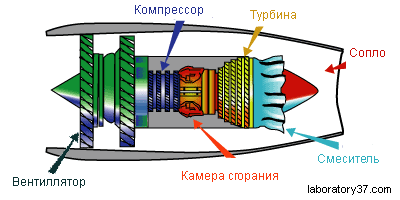 Компрессор
Турбина
Сопло
Смеситель
Камера сгорания
Вентиллятор
laboratory37.com